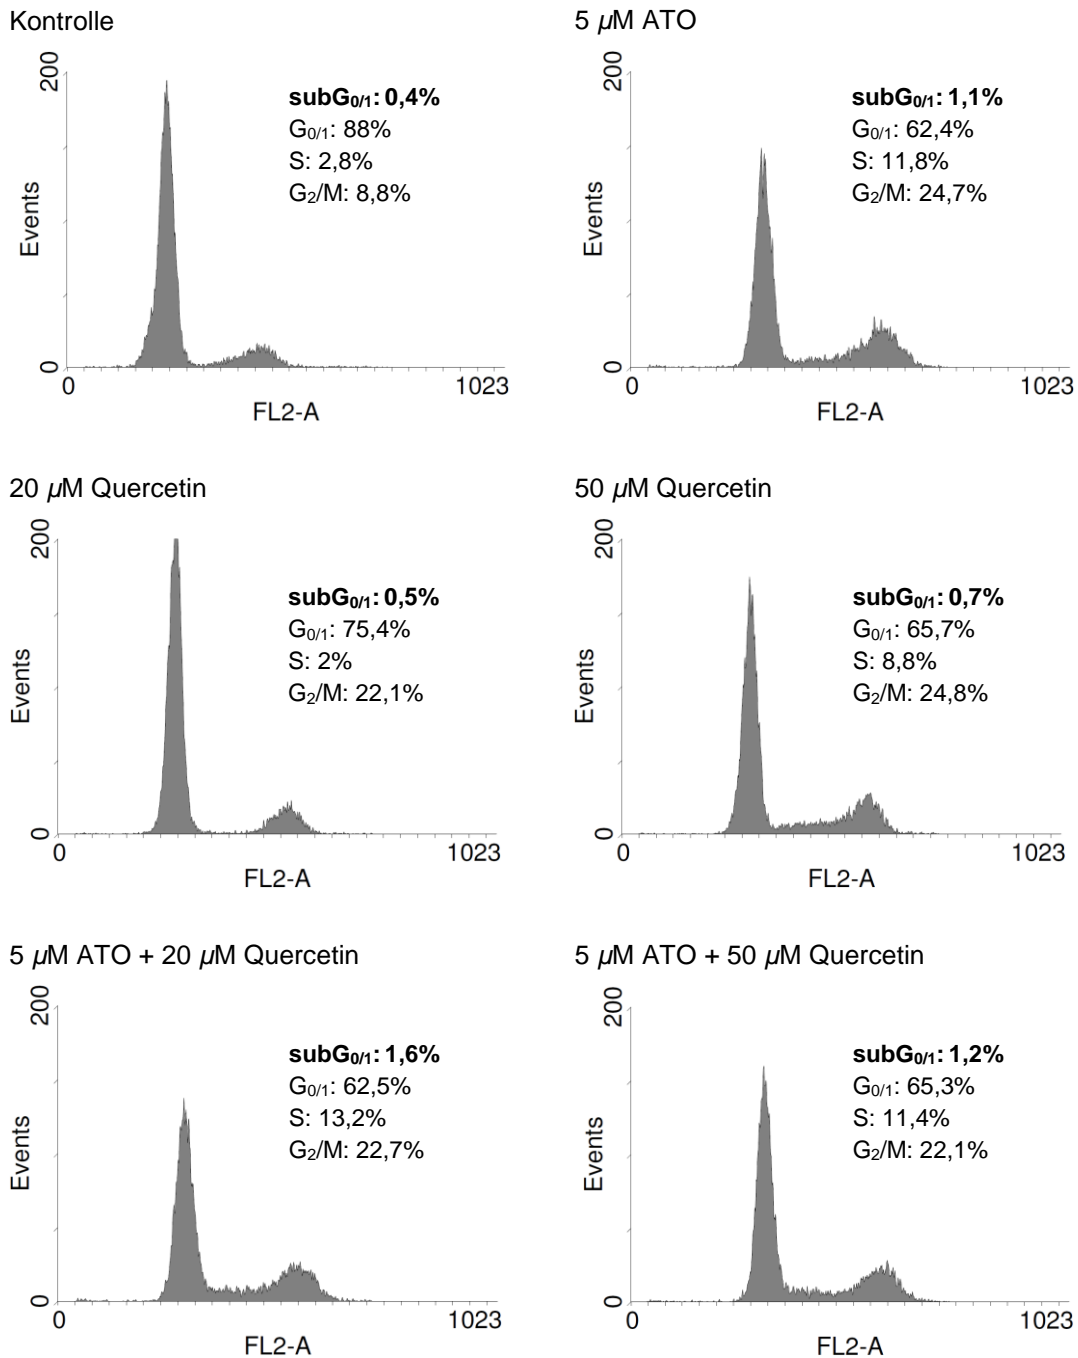 Kontrolle
200
Events
0
subG0/1: 0,4%
G0/1: 88%
S: 2,8%
G2/M: 8,8%
0 1023
FL2-A
5 µM ATO
200
Events
0
subG0/1: 1,1%
G0/1: 62,4%
S: 11,8%
G2/M: 24,7%
0 1023
FL2-A
20 µM Quercetin
200
Events
0
subG0/1: 0,5%
G0/1: 75,4%
S: 2%
G2/M: 22,1%
0 1023
FL2-A
50 µM Quercetin
200
Events
0
subG0/1: 0,7%
G0/1: 65,7%
S: 8,8%
G2/M: 24,8%
0 1023
FL2-A
5 µM ATO + 20 µM Quercetin
200
Events
0
subG0/1: 1,6%
G0/1: 62,5%
S: 13,2%
G2/M: 22,7%
0 1023
FL2-A
5 µM ATO + 50 µM Quercetin
200
Events
0
subG0/1: 1,2%
G0/1: 65,3%
S: 11,4%
G2/M: 22,1%
0 1023
FL2-A